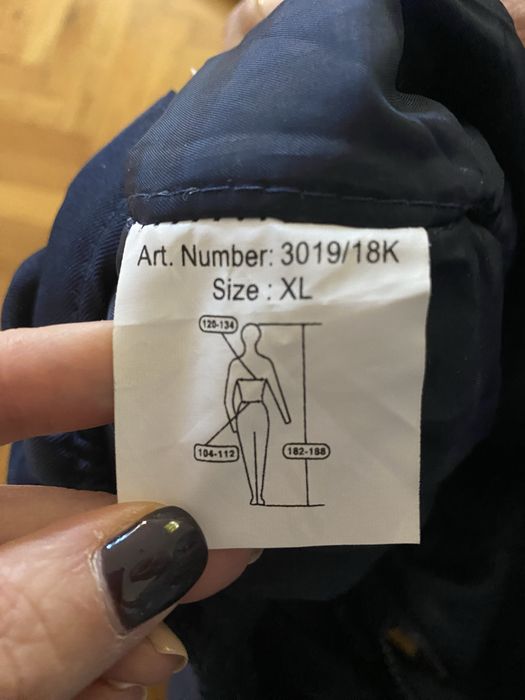 Art. Number: 3019/18K
Size : XL
120-134
104-112
182-188